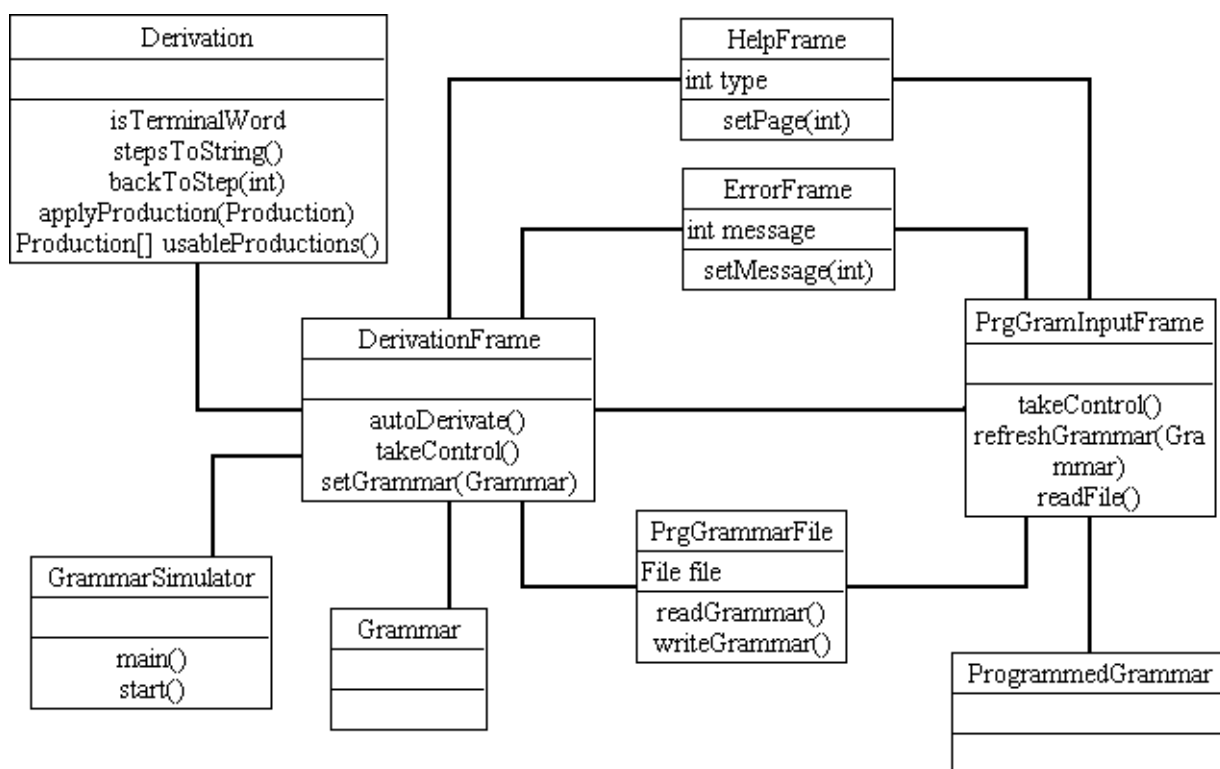 Derivation
isTerminalWord
stepsToString()
backToStep(int)
applyProduction(Production)
Production[] usableProductions()
HelpFrame
int type
setPage(int)
ErrorFrame
int message
setMessage(int)
DerivationFrame
autoDerivate()
takeControl()
setGrammar(Grammar)
PrgGramInputFrame
takeControl()
refreshGrammar(Gra
mmar)
readFile()
GrammarSimulator
main()
start()
Grammar
PrgGrammarFile
File file
readGrammar()
writeGrammar()
ProgrammedGrammar